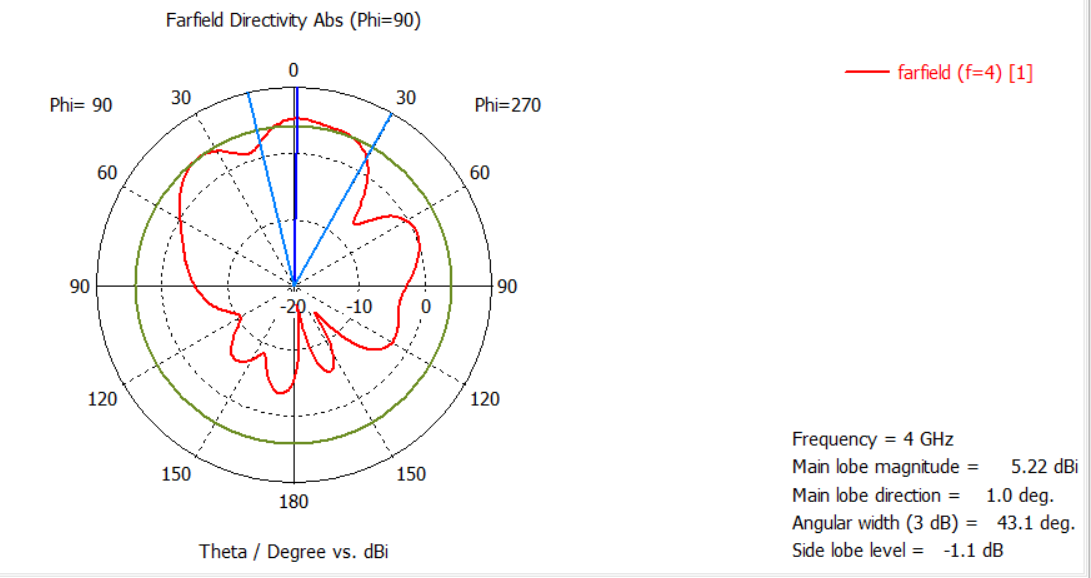 Farfield Directivity Abs (Phi=90)
farfield (f=4) [1]
0
Phi= 90
30
30
Phi=270
60
60
90
90
-20
-10
0
120
120
150
150
180
Frequency = 4 GHz
Main lobe magnitude = 5.22 dBi
Main lobe direction = 1.0 deg.
Angular width (3 dB) = 43.1 deg.
Side lobe level = -1.1 dB
Theta / Degree vs. dBi